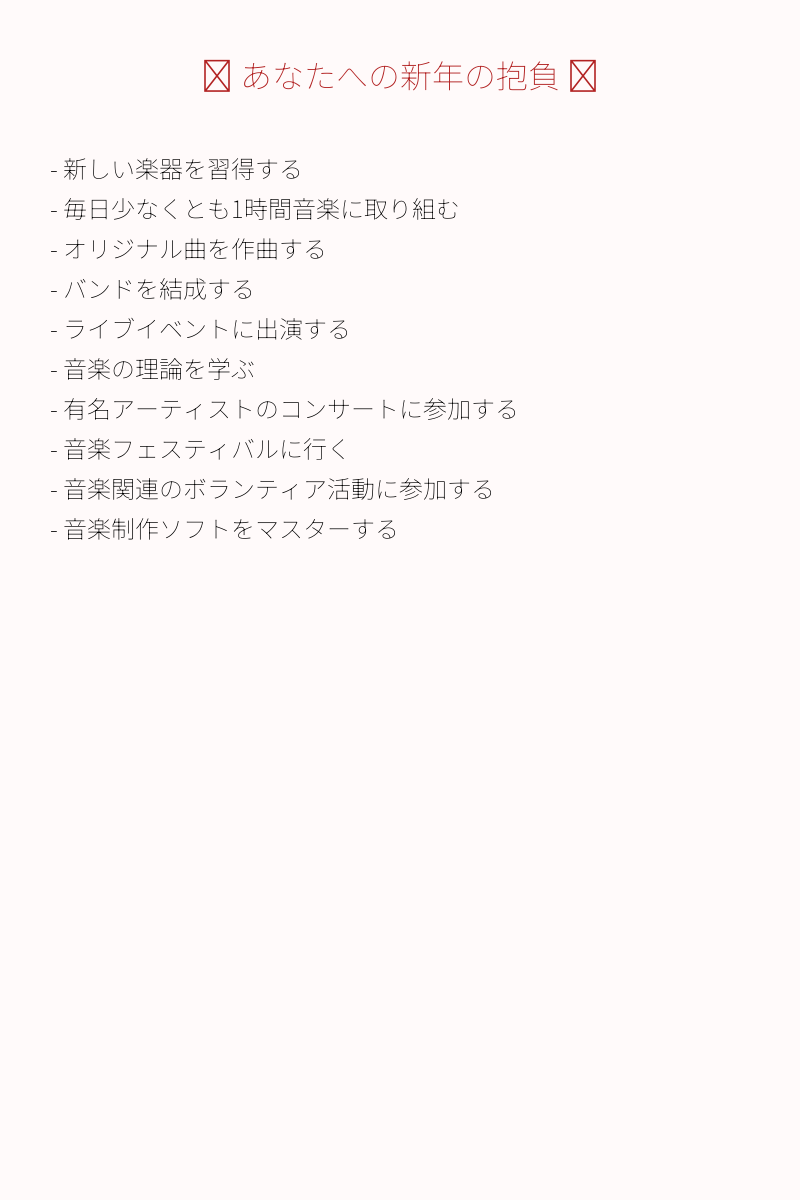 あなたへの新年の抱負
- 新しい楽器を習得する
- 毎日少なくとも1時間音楽に取り組む
- オリジナル曲を作曲する
- バンドを結成する
- ライブイベントに出演する
- 音楽の理論を学ぶ
- 有名アーティストのコンサートに参加する
- 音楽フェスティバルに行く
- 音楽関連のボランティア活動に参加する
- 音楽制作ソフトをマスターする